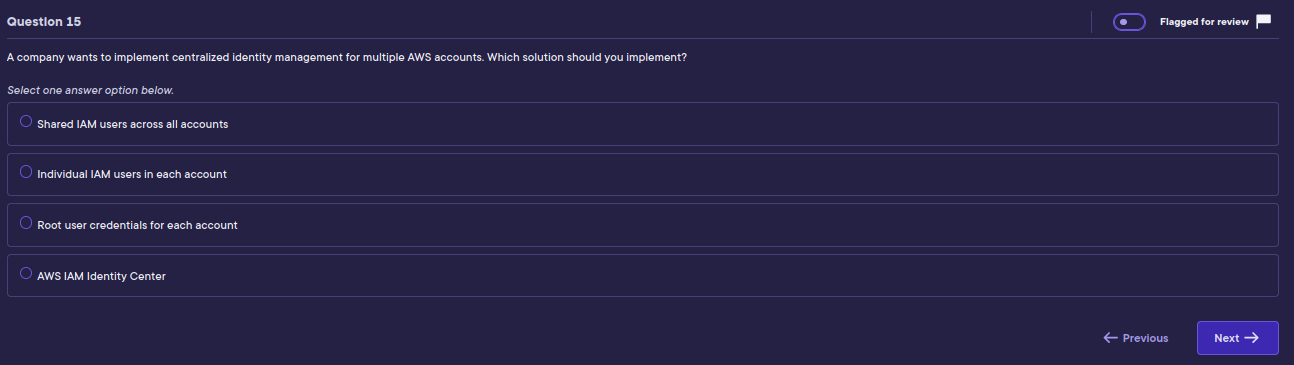 Question 15
Flagged for review
A company wants to implement centralized identity management for multiple AWS accounts. Which solution should you implement?
Select one answer option below.
Shared IAM users across all accounts
Individual IAM users in each account
Root user credentials for each account
AWS IAM Identity Center
Previous
Next